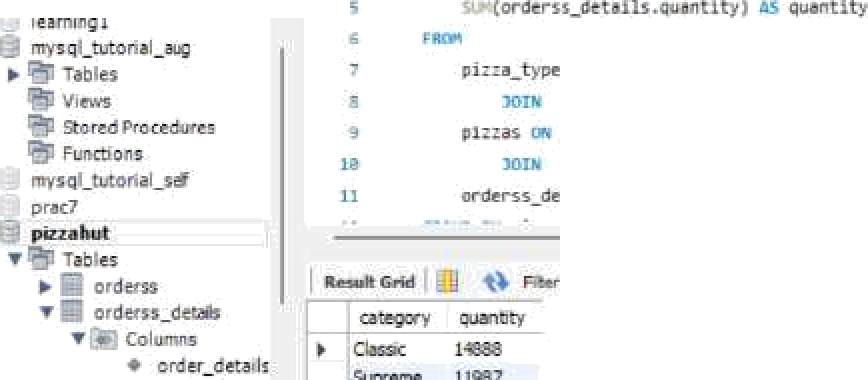 learning1
mysql_tutorial_aug
Tables
Views
Stored Procedures
Functions
mysql_tutorial_self
prac7
pizzahut
Tables
orderss
orderss_details
Columns
order_details
5 SUM(orderss_details.quantity) AS quantity
6 FROM
7 pizza_type
8 JOIN
9 pizzas ON
10 JOIN
11 orderss_de
Result Grid Filter
category quantity
Classic 14888
Supreme 11987